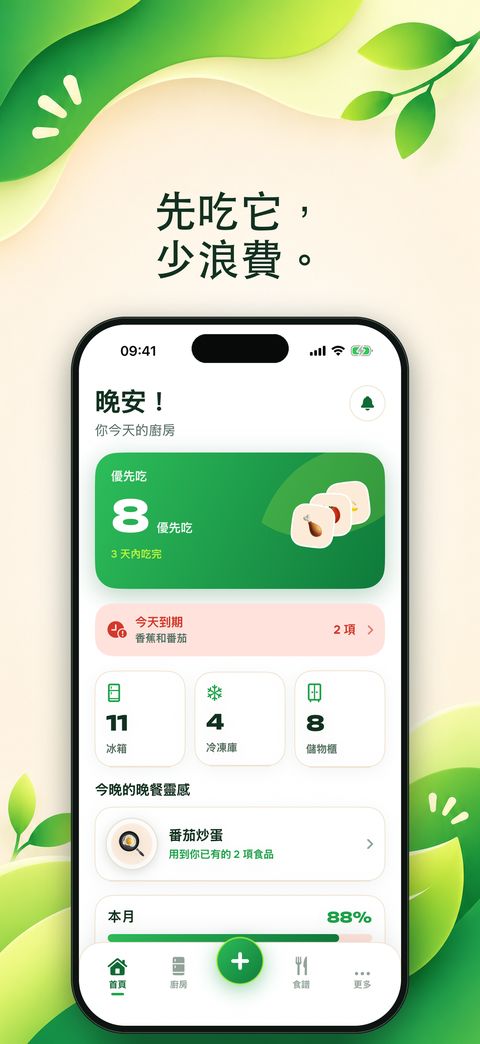 先吃它，
少浪費。
09:41
晚安！
你今天的廚房
優先吃
8 優先吃
3 天內吃完
今天到期
香蕉和番茄
2 項
11
冰箱
4
冷凍庫
8
儲物櫃
今晚的晚餐靈感
番茄炒蛋
用到你已有的 2 項食品
本月
88%
首頁
廚房
食譜
更多